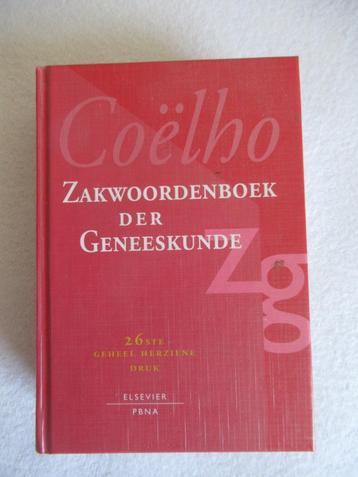 Coëlho
ZAKWOORDENBOEK
DER
GENEESKUNDE
Zg
26STE
GEHEEL HERZIENE
DRUK
ELSEVIER
PBNA